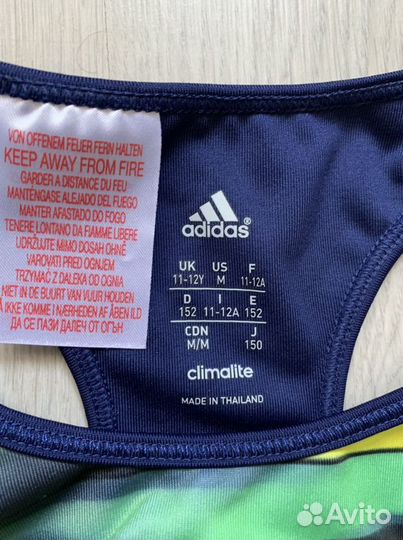 VON OFFENEM FEUER FERN HALTEN
KEEP AWAY FROM FIRE
GARDER A DISTANCE DU FEU
MANTÉNGASE ALEJADO DEL FUEGO
MANTER AFASTADO DO FOGO
TENERE LONTANO DA FIAMME LIBERE
UDRŽUJTE MIMO DOSAH OHNĚ
VAROVATI PRED OGNJEM
TRZYMAĆ Z DALEKA OD OGNIA
NIET IN DE BUURT VAN VUUR HOUDEN
Å IKKE KOMME I NÆRHEDEN AF ÅBEN ILD
ДА СЕ ПАЗИ ДАЛЕЧ ОТ ОГЪН
adidas®
UK US F
11-12Y M 11-12A
D I E
152 11-12A 152
CDN J
M/M 150
climalite
MADE IN THAILAND
Avito